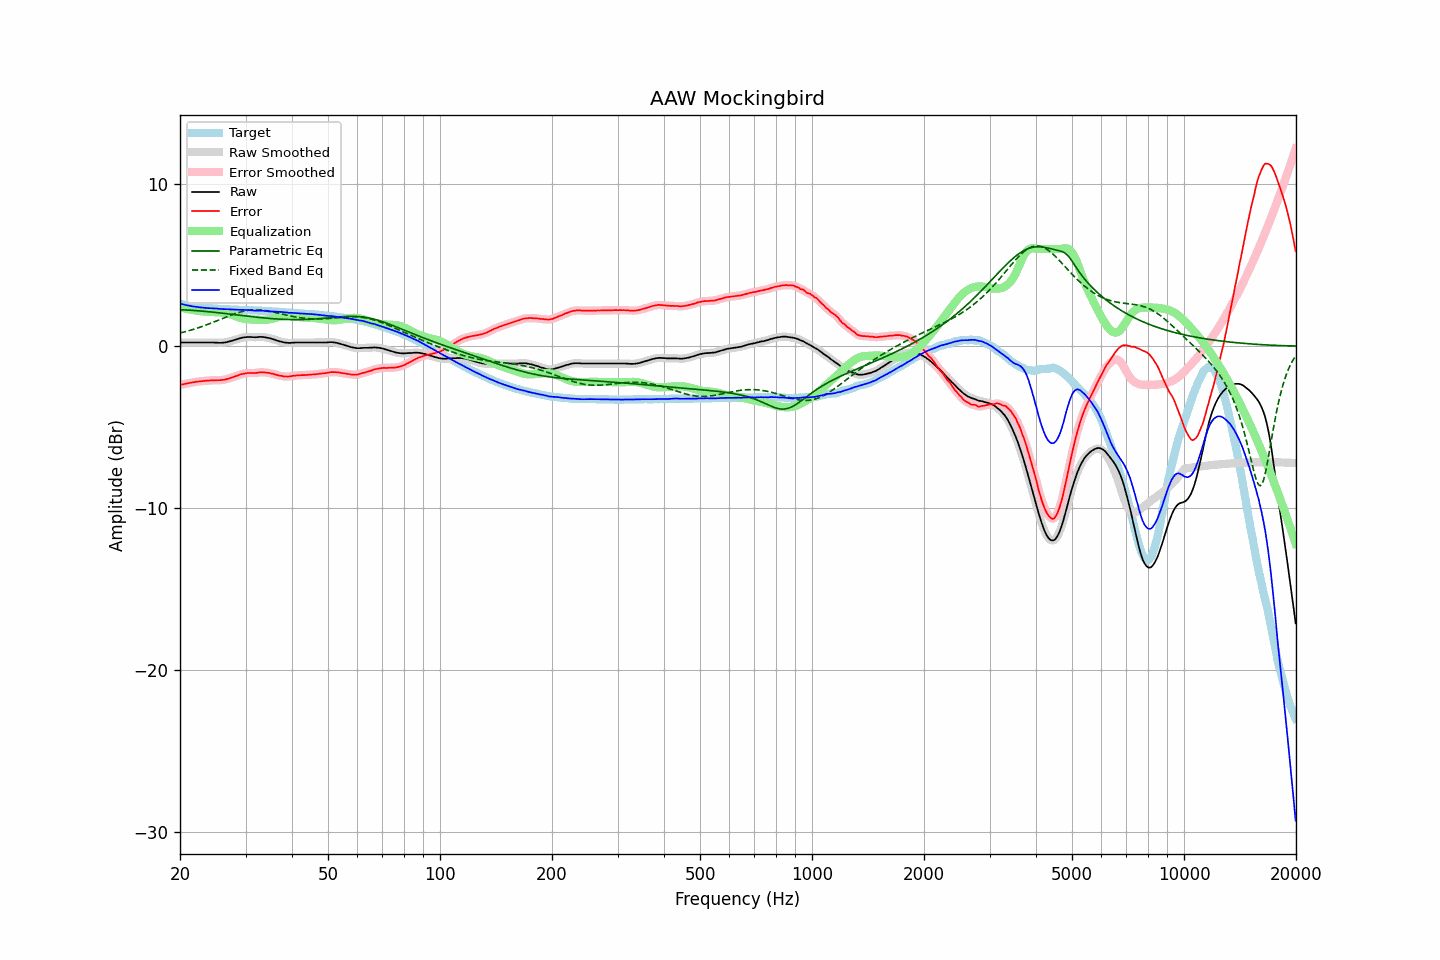 AAW Mockingbird
Target
Raw Smoothed
Error Smoothed
Raw
Error
Equalization
Parametric Eq
Fixed Band Eq
Equalized
10
0
−10
−20
−30
Amplitude (dBr)
20 50 100 200 500 1000 2000 5000 10000 20000
Frequency (Hz)